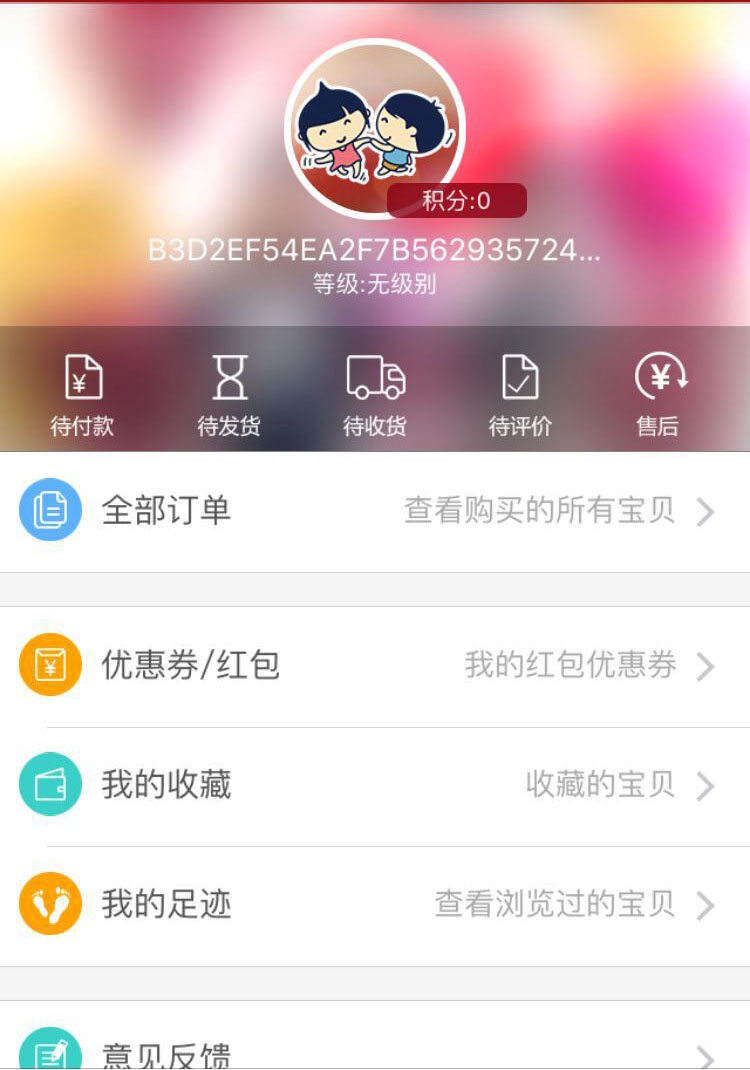 积分:0
B3D2EF54EA2F7B562935724...
等级:无级别
待付款 待发货 待收货 待评价 售后
全部订单 查看购买的所有宝贝
优惠券/红包 我的红包优惠券
我的收藏 收藏的宝贝
我的足迹 查看浏览过的宝贝
意见反馈